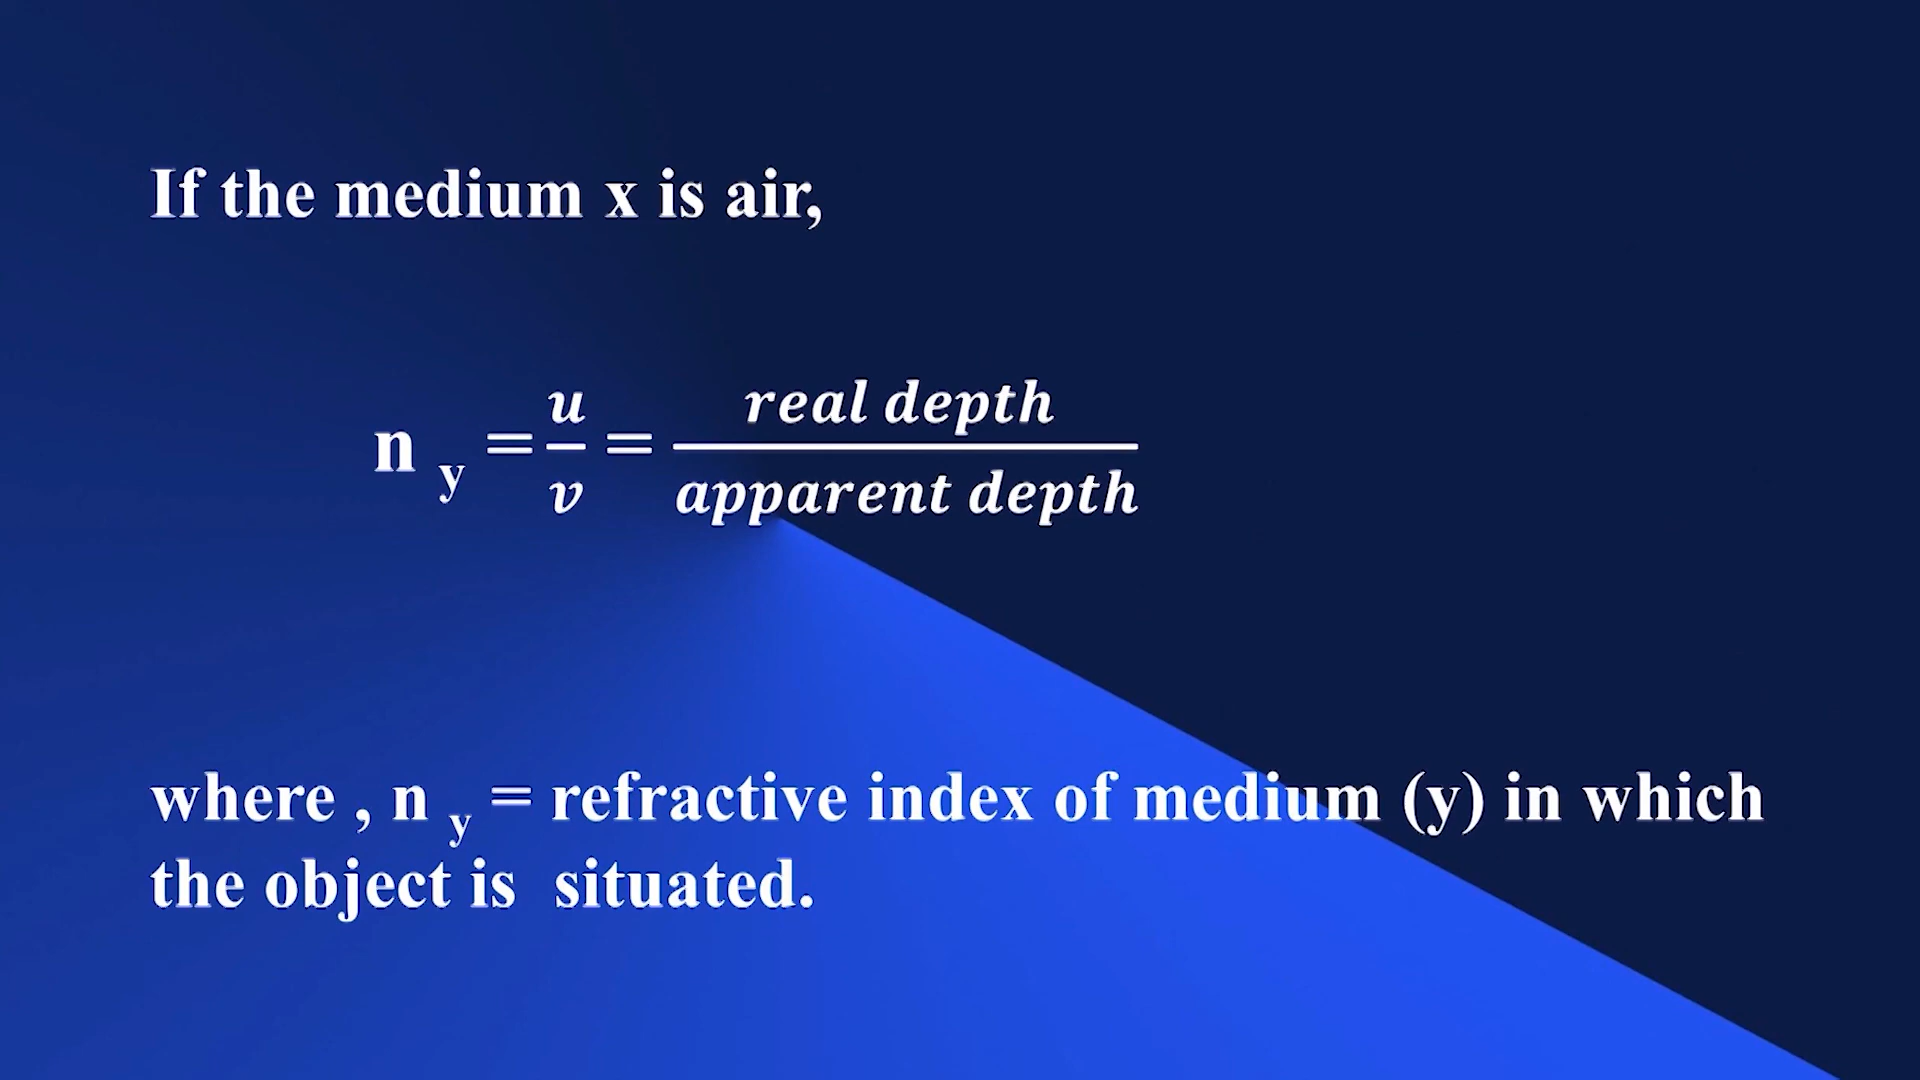 If the medium x is air,
n y = u/v = real depth/apparent depth
where , n y = refractive index of medium (y) in which
the object is situated.